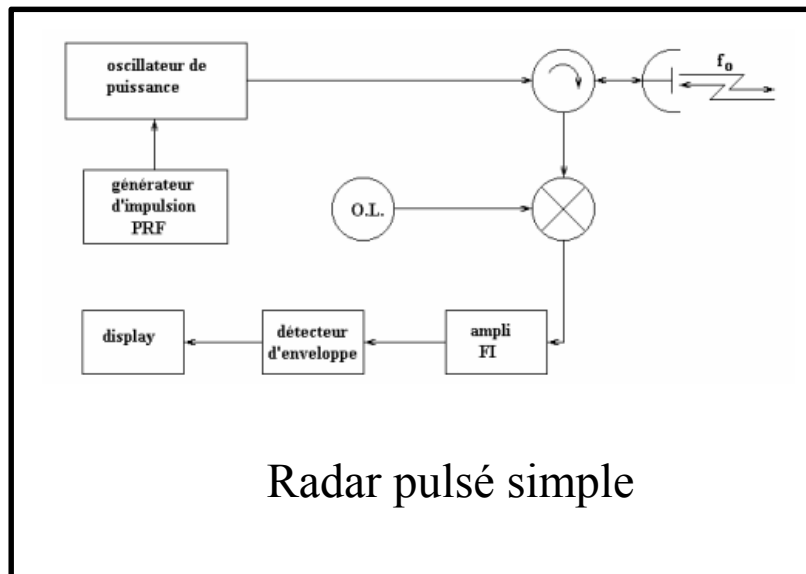 oscillateur de
puissance
f₀
générateur
d'impulsion
PRF
O.L.
display
détecteur
d'enveloppe
ampli
FI
Radar pulsé simple